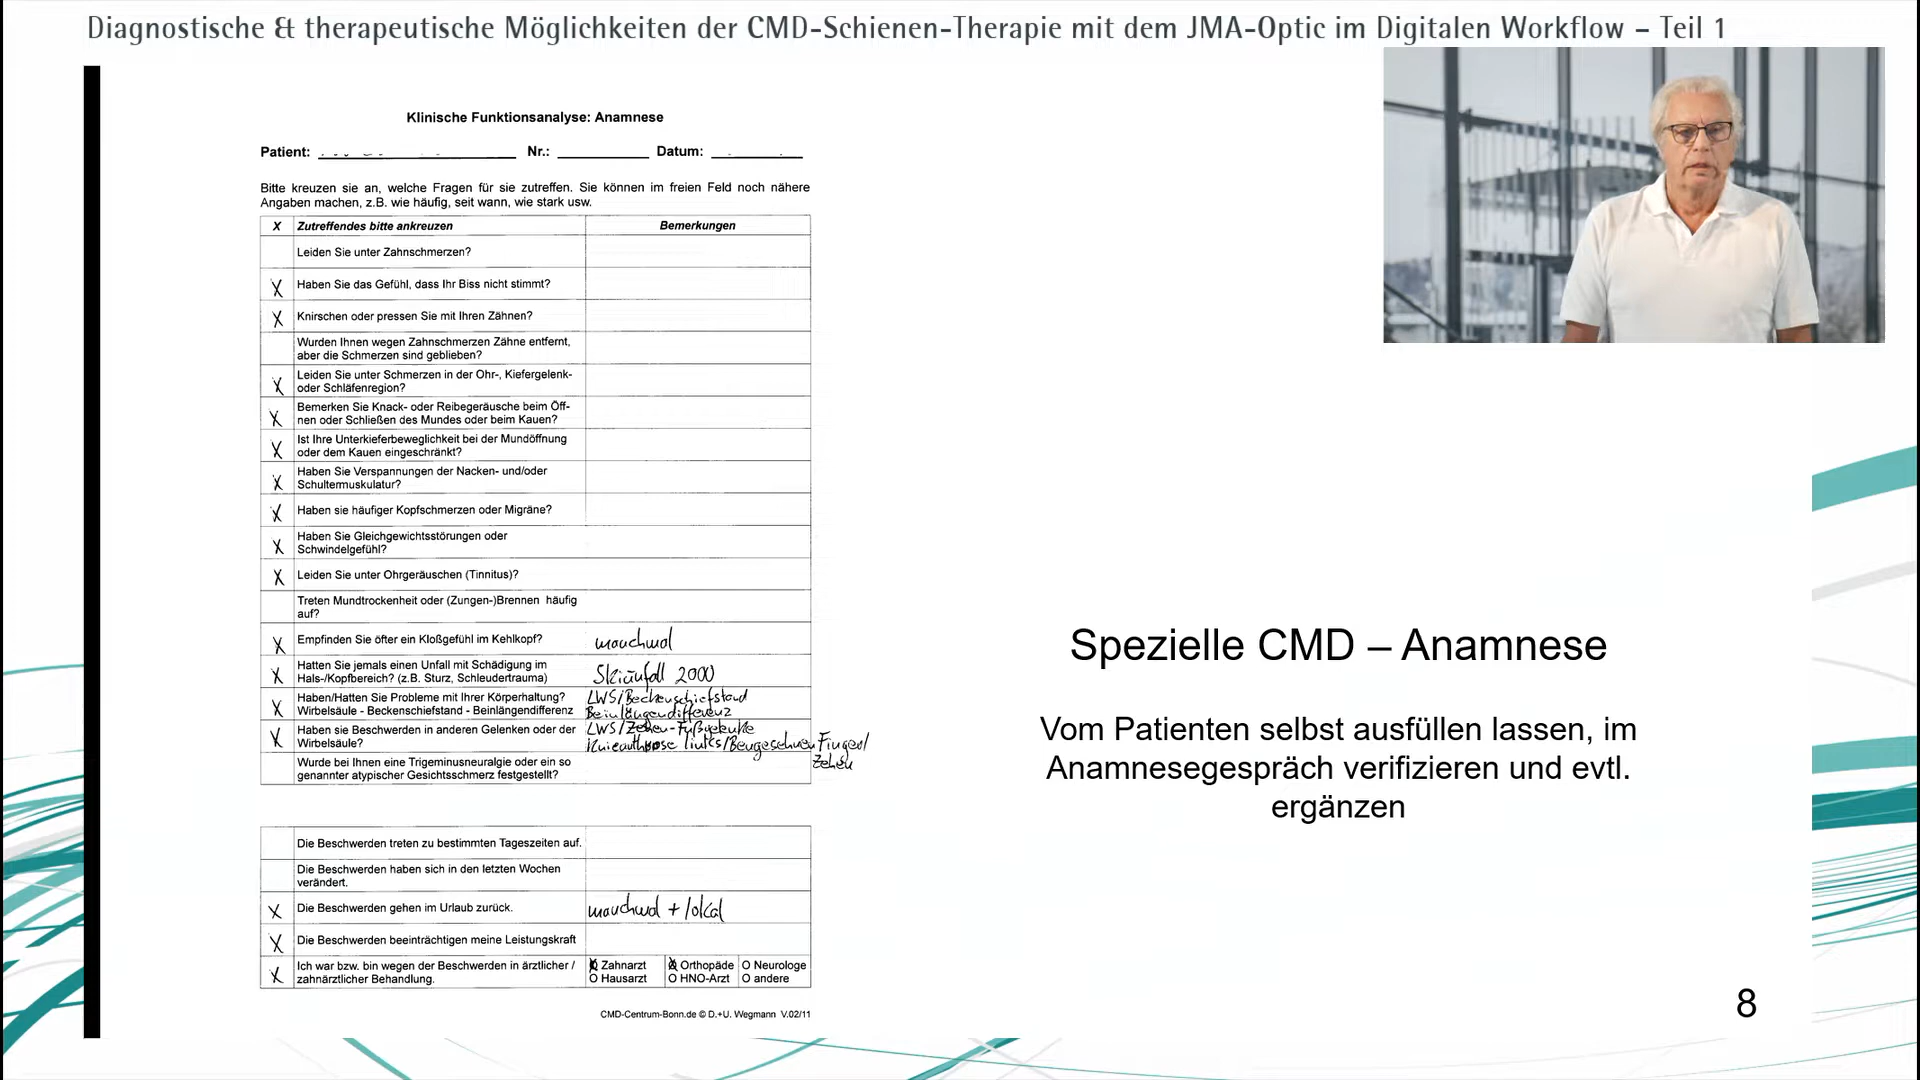 Diagnostische & therapeutische Möglichkeiten der CMD-Schienen-Therapie mit dem JMA-Optic im Digitalen Workflow – Teil 1
Klinische Funktionsanalyse: Anamnese
Patient: Nr.: Datum:
Bitte kreuzen sie an, welche Fragen für sie zutreffen. Sie können im freien Feld noch nähere
Angaben machen, z.B. wie häufig, seit wann, wie stark usw.
X Zutreffendes bitte ankreuzen Bemerkungen
Leiden Sie unter Zahnschmerzen?
X Haben Sie das Gefühl, dass Ihr Biss nicht stimmt?
X Knirschen oder pressen Sie mit Ihren Zähnen?
Wurden Ihnen wegen Zahnschmerzen Zähne entfernt,
aber die Schmerzen sind geblieben?
X Leiden Sie unter Schmerzen in der Ohr-, Kiefergelenk-
oder Schläfenregion?
X Bemerken Sie Knack- oder Reibegeräusche beim Öff-
nen oder Schließen des Mundes oder beim Kauen?
X Ist Ihre Unterkieferbeweglichkeit bei der Mundöffnung
oder dem Kauen eingeschränkt?
X Haben Sie Verspannungen der Nacken- und/oder
Schultermuskulatur?
X Haben sie häufiger Kopfschmerzen oder Migräne?
X Haben Sie Gleichgewichtsstörungen oder
Schwindelgefühl?
X Leiden Sie unter Ohrgeräuschen (Tinnitus)?
Treten Mundtrockenheit oder (Zungen-)Brennen häufig
auf?
X Empfinden Sie öfter ein Kloßgefühl im Kehlkopf? manchmal
X Hatten Sie jemals einen Unfall mit Schädigung im
Hals-/Kopfbereich? (z.B. Sturz, Schleudertrauma) Skiunfall 2000
X Haben/Hatten Sie Probleme mit Ihrer Körperhaltung? LWS/Beckenschiefstand
Wirbelsäule - Beckenschiefstand - Beinlängendifferenz Beinlängendifferenz
X Haben sie Beschwerden in anderen Gelenken oder der LWS/Zehen-Fußgelenke
Wirbelsäule? Kniearthrose links/Beugesehnen Finger/
Zehen
Wurde bei Ihnen eine Trigeminusneuralgie oder ein so
genannter atypischer Gesichtsschmerz festgestellt?
Die Beschwerden treten zu bestimmten Tageszeiten auf.
Die Beschwerden haben sich in den letzten Wochen
verändert.
X Die Beschwerden gehen im Urlaub zurück. manchmal + lokal
X Die Beschwerden beeinträchtigen meine Leistungskraft
X Ich war bzw. bin wegen der Beschwerden in ärztlicher / Zahnarzt Orthopäde O Neurologe
zahnärztlicher Behandlung. O Hausarzt O HNO-Arzt O andere
CMD-Centrum-Bonn.de © D.+U. Wegmann V.02/11
Spezielle CMD – Anamnese
Vom Patienten selbst ausfüllen lassen, im
Anamnesegespräch verifizieren und evtl.
ergänzen
8